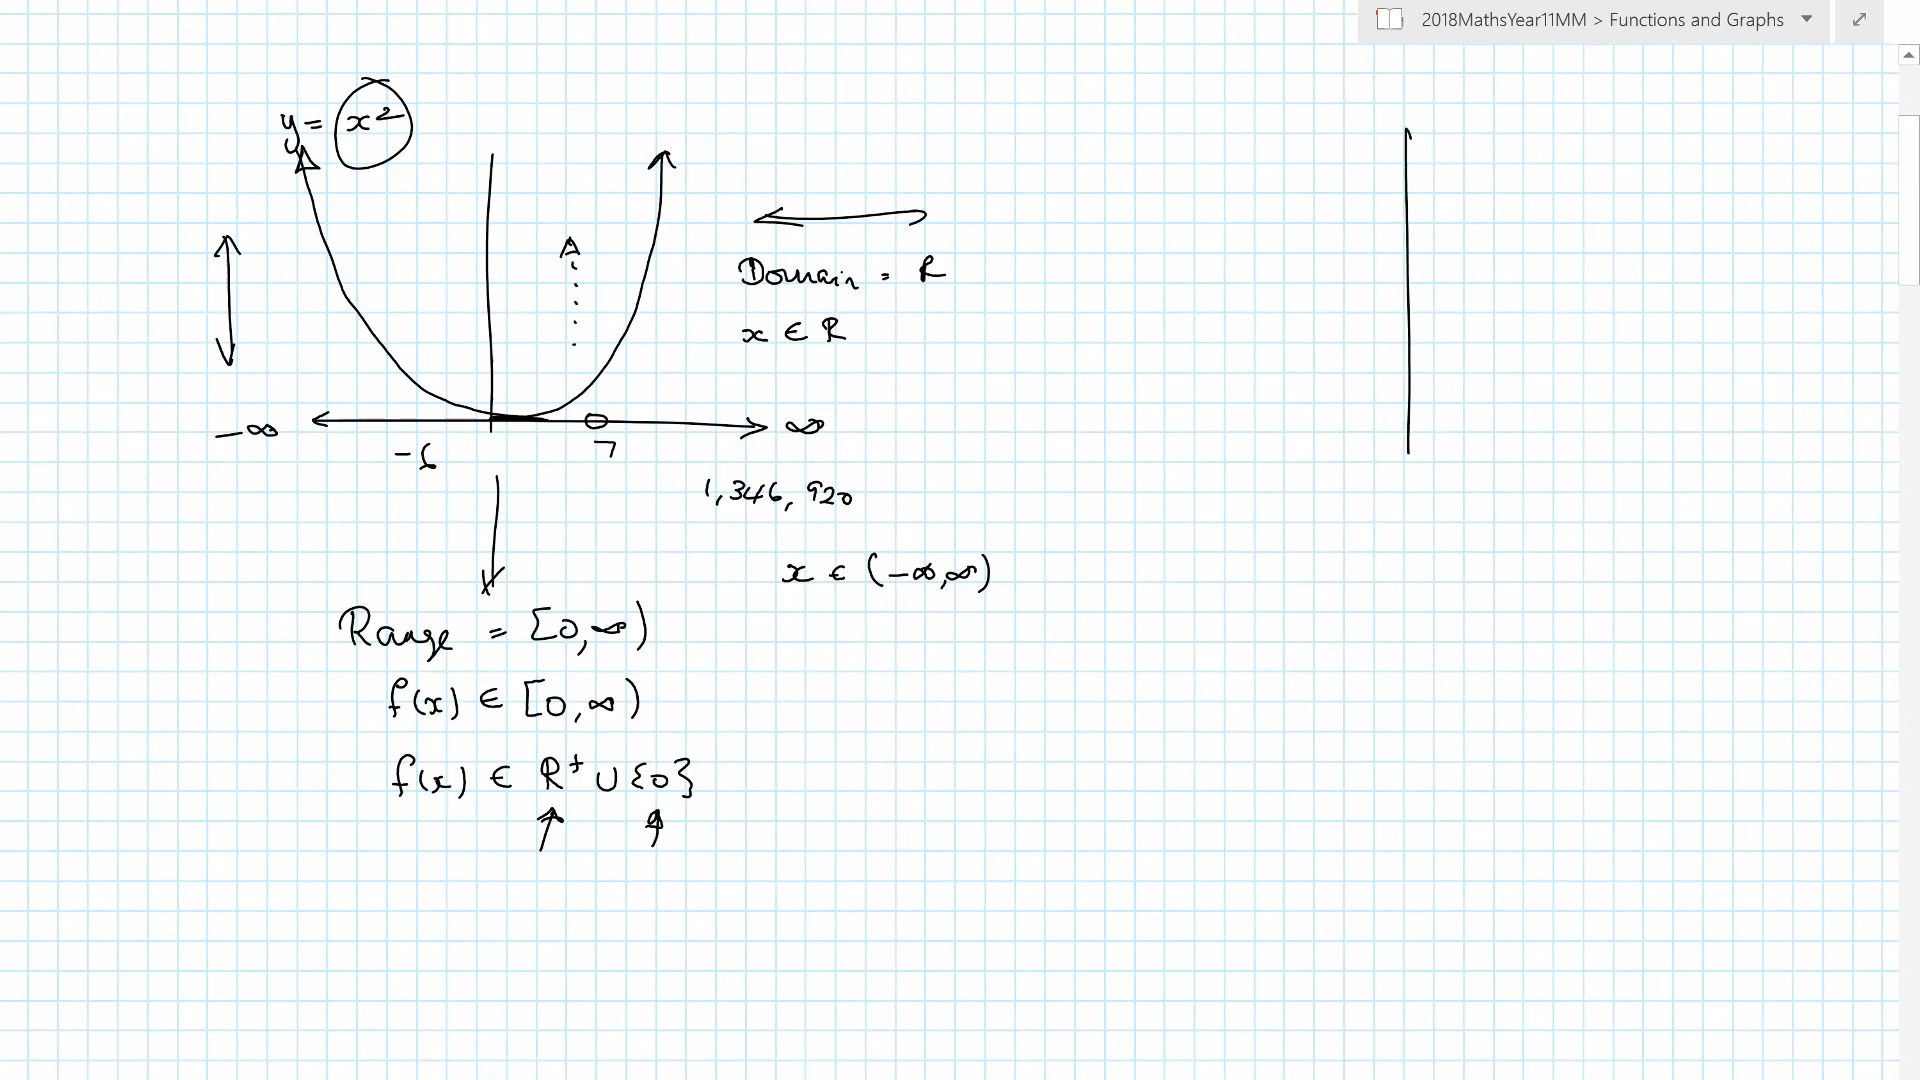 2018MathsYear11MM > Functions and Graphs
y = x²
Domain = R
x ∈ R
-∞
∞
-6
7
1,346,920
x ∈ (-∞,∞)
Range = [0,∞)
f(x) ∈ [0,∞)
f(x) ∈ R⁺ ∪ {0}